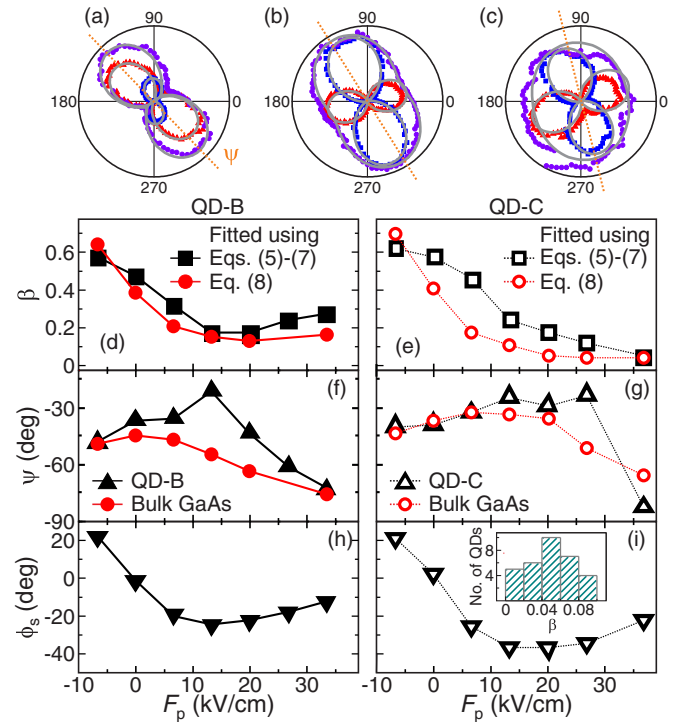 (a) (b) (c)
90 90 90
180 0 180 0 180 0
ψ
270 270 270
QD-B QD-C
Fitted using Fitted using
0.6 Eqs. (5)-(7) Eqs. (5)-(7)
β 0.4 Eq. (8) Eq. (8)
0.2
0 (d) (e)
(f) (g)
-30
ψ (deg)
-60 QD-B QD-C
Bulk GaAs Bulk GaAs
-90
20 (h) (i)
No. of QDs
8
4
0 0.04 0.08
β
ϕs (deg)
0
-20
-40
-10 0 10 20 30 0 10 20 30
Fp (kV/cm) Fp (kV/cm)